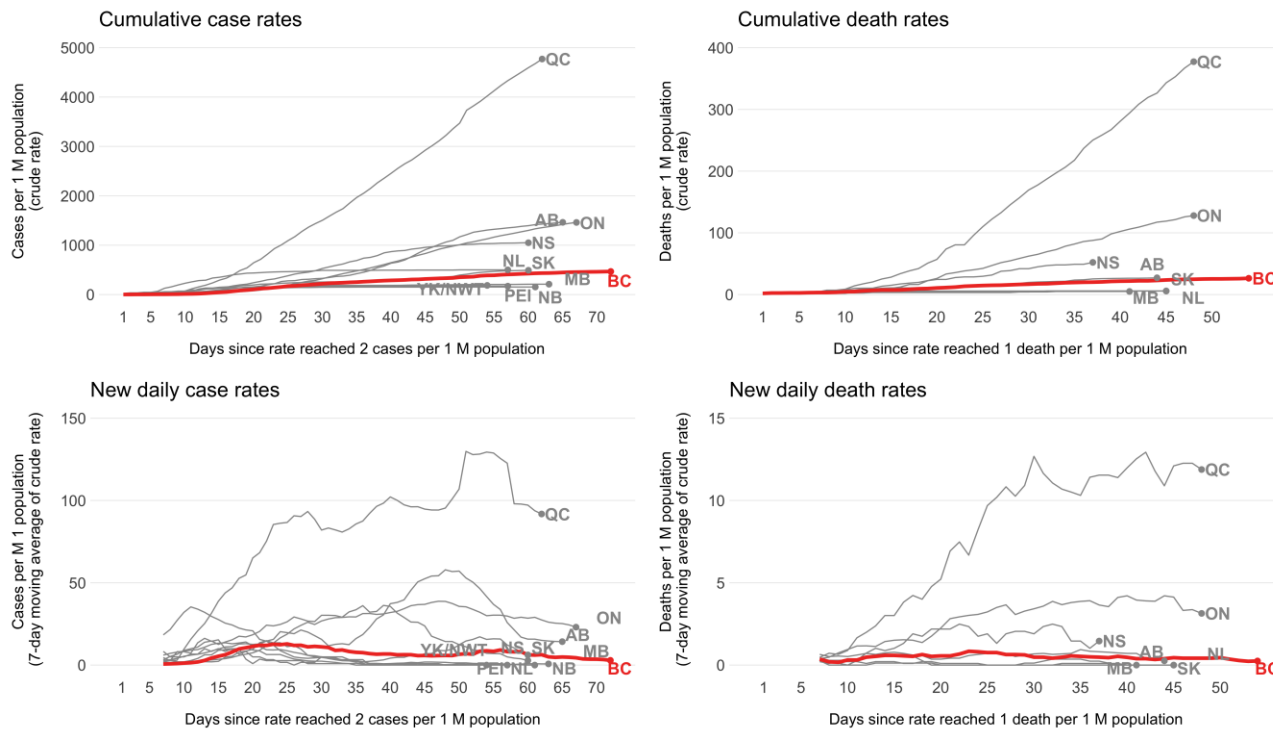 Cumulative case rates
Cases per 1 M population
(crude rate)
5000
4000
3000
2000
1000
0
QC
AB
ON
NS
NL
SK
MB
BC
YK/NWT
PEI
NB
1 5 10 15 20 25 30 35 40 45 50 55 60 65 70
Days since rate reached 2 cases per 1 M population
Cumulative death rates
Deaths per 1 M population
(crude rate)
400
300
200
100
0
QC
ON
NS
AB
SK
BC
MB
NL
1 5 10 15 20 25 30 35 40 45 50
Days since rate reached 1 death per 1 M population
New daily case rates
Cases per M 1 population
(7-day moving average of crude rate)
150
100
50
0
QC
ON
AB
YK/NWT
NS
SK
MB
PEI
NL
NB
BC
1 5 10 15 20 25 30 35 40 45 50 55 60 65 70
Days since rate reached 2 cases per 1 M population
New daily death rates
Deaths per 1 M population
(7-day moving average of crude rate)
15
10
5
0
QC
ON
NS
AB
NL
MB
SK
BC
1 5 10 15 20 25 30 35 40 45 50
Days since rate reached 1 death per 1 M population